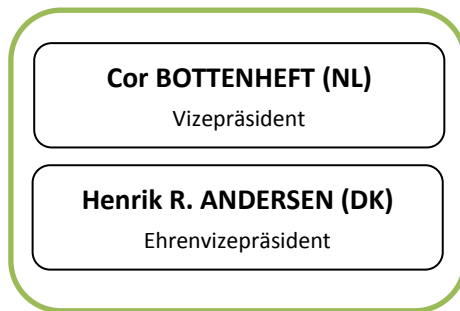 Cor BOTTENHEFT (NL)
Vizepräsident
Henrik R. ANDERSEN (DK)
Ehrenvizepräsident